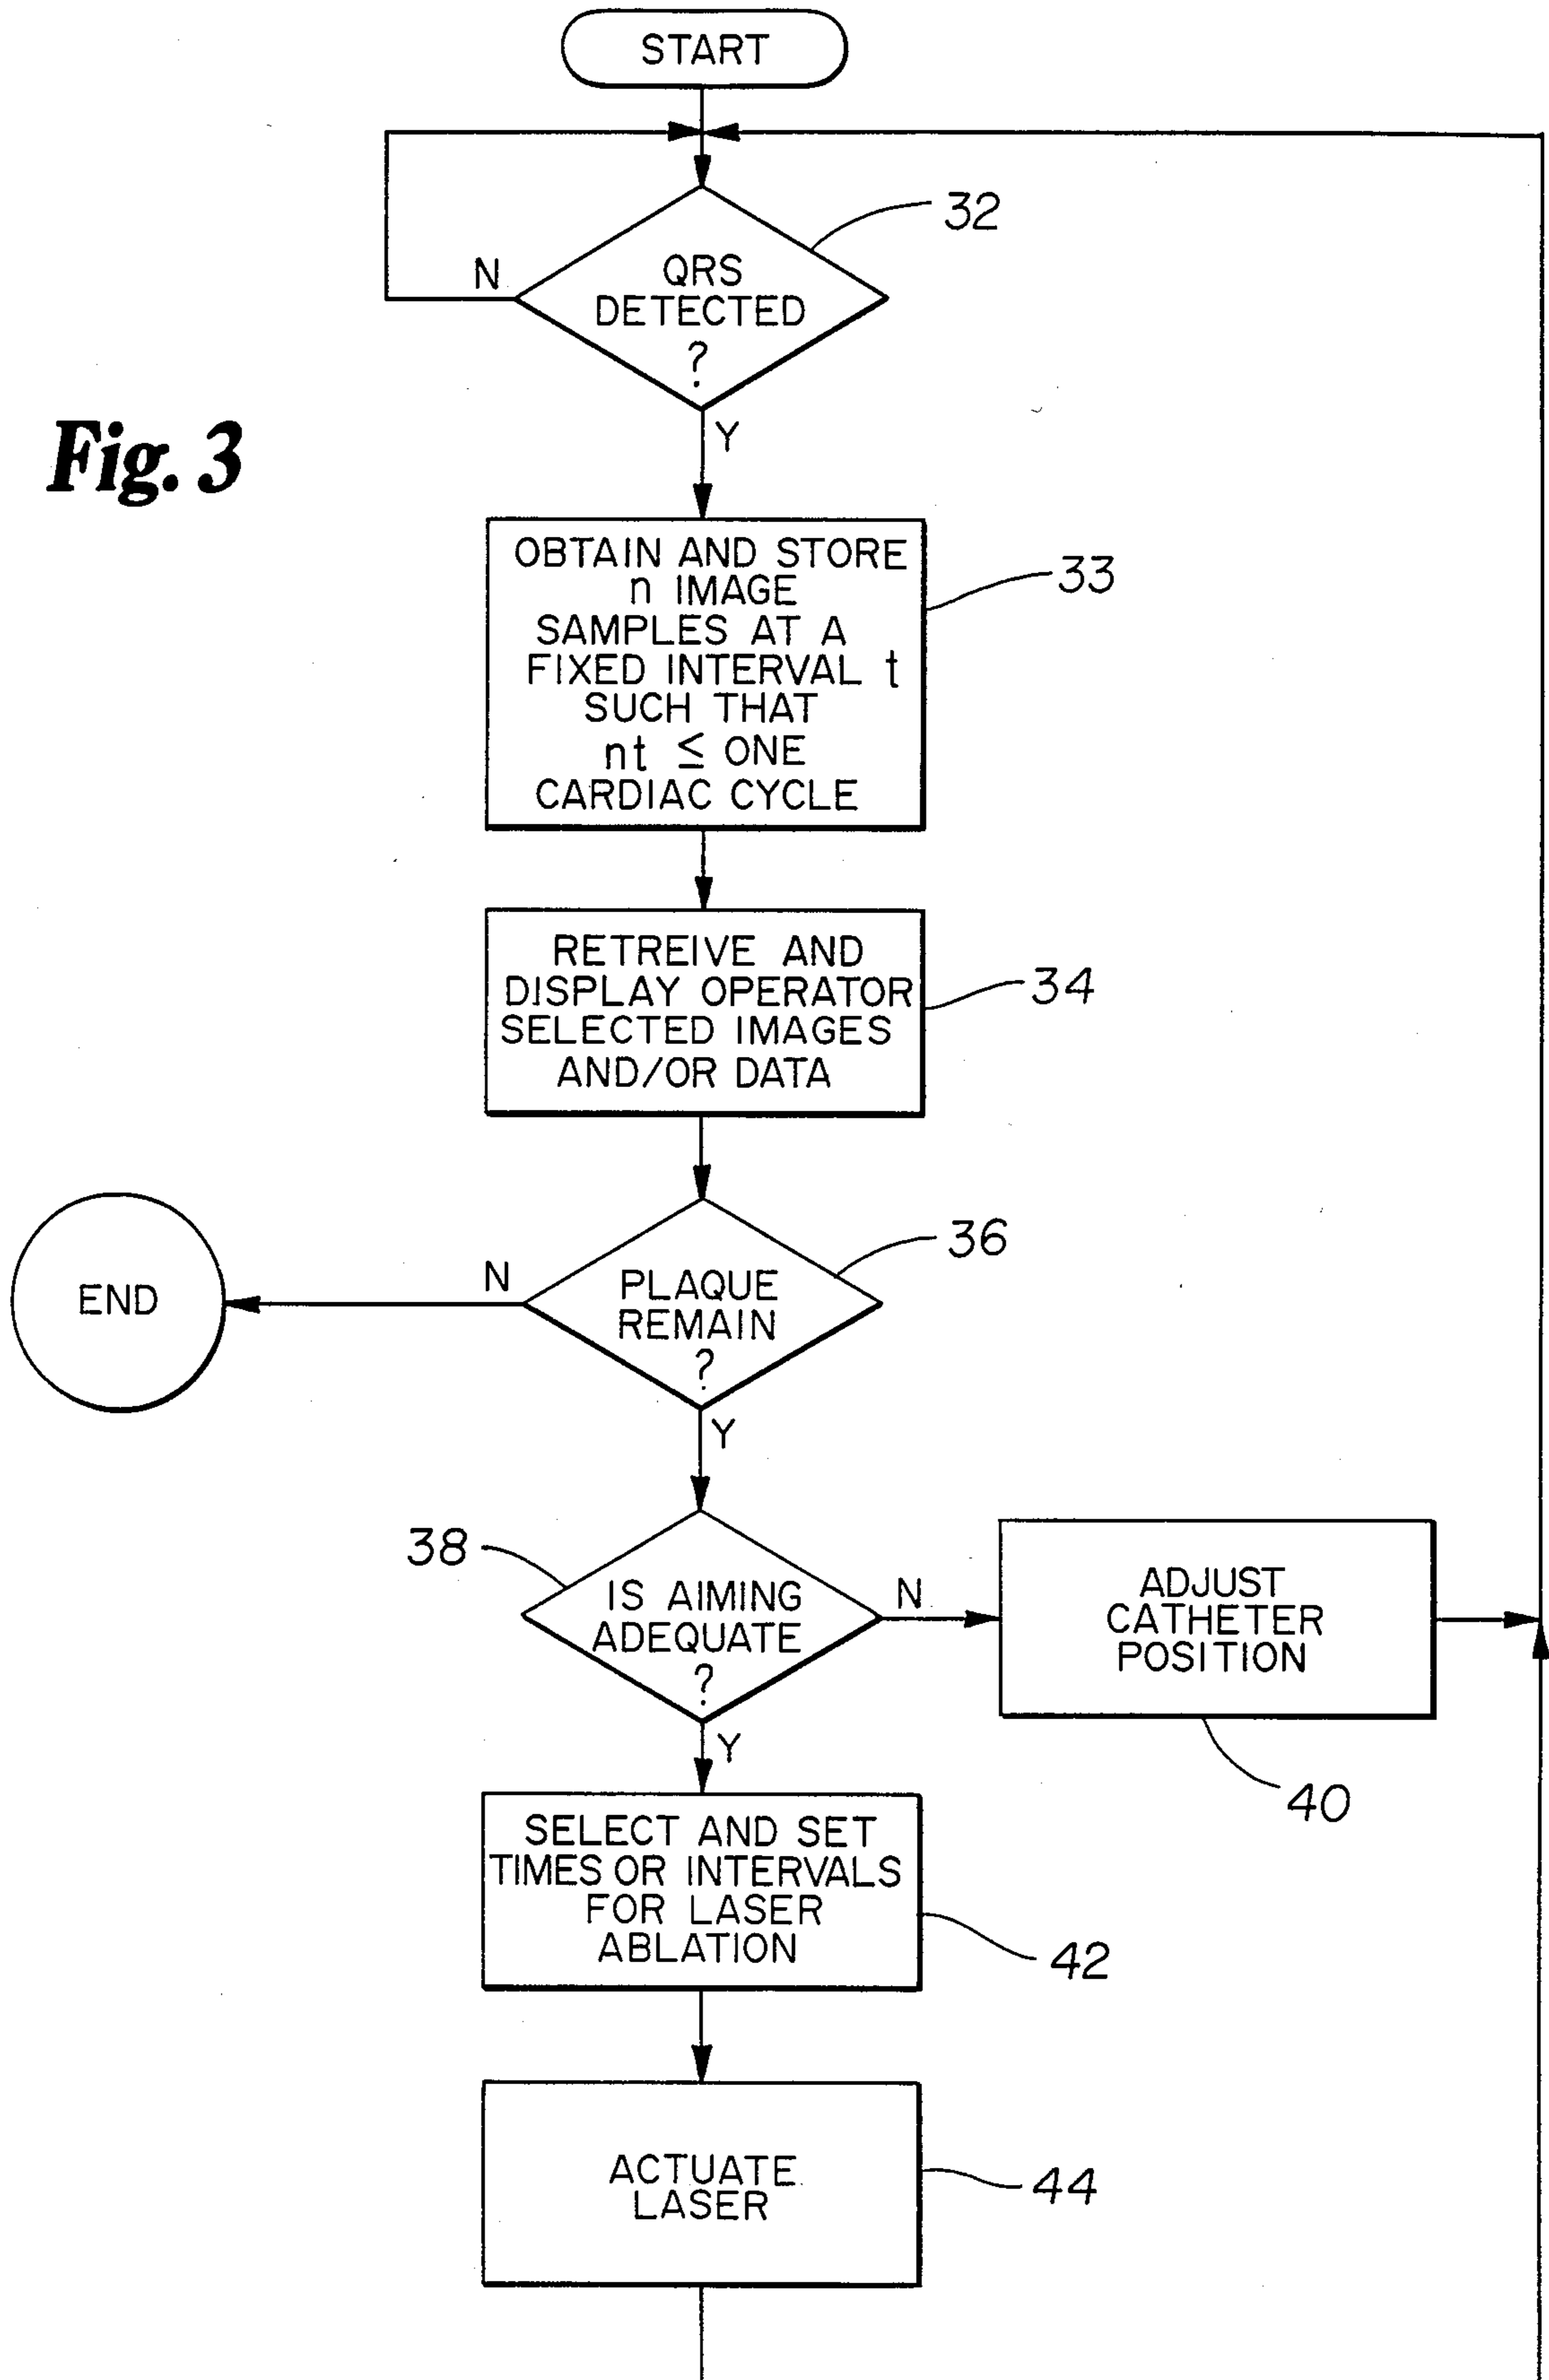 START
32
N
QRS
DETECTED
?
Y
Fig. 3
OBTAIN AND STORE
n IMAGE
SAMPLES AT A
FIXED INTERVAL t
SUCH THAT
nt ≤ ONE
CARDIAC CYCLE
33
RETREIVE AND
DISPLAY OPERATOR
SELECTED IMAGES
AND/OR DATA
34
36
N
PLAQUE
REMAIN
?
END
Y
38
IS AIMING
ADEQUATE
?
N
ADJUST
CATHETER
POSITION
40
Y
SELECT AND SET
TIMES OR INTERVALS
FOR LASER
ABLATION
42
ACTUATE
LASER
44